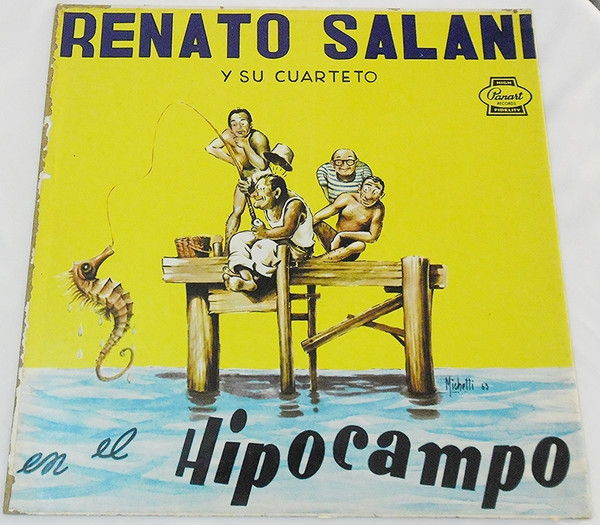 RENATO SALANI
Y SU CUARTETO
HIGH
Panart
RECORDS
FIDELITY
Michelli 63
en el
Hipocampo